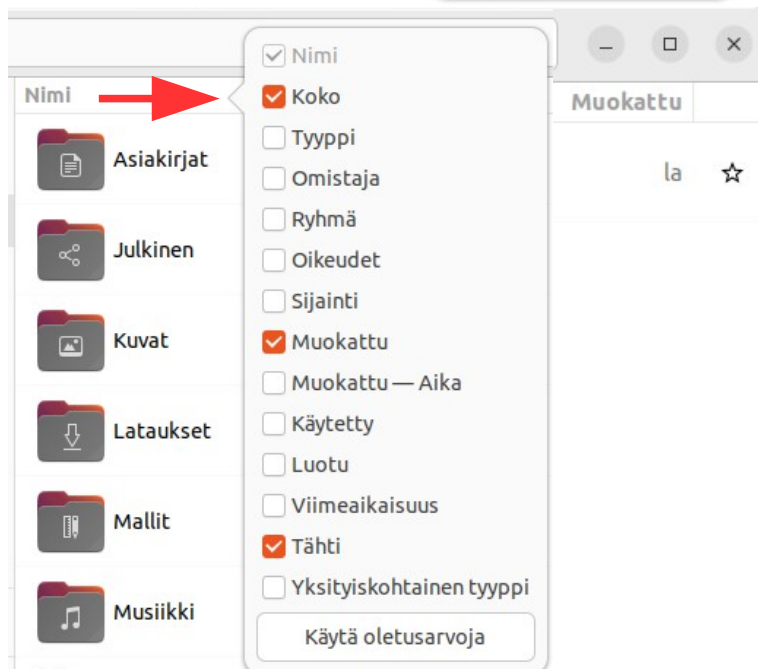 Nimi
Muokattu
Asiakirjat
la
Julkinen
Kuvat
Lataukset
Mallit
Musiikki
Nimi
Koko
Tyyppi
Omistaja
Ryhmä
Oikeudet
Sijainti
Muokattu
Muokattu — Aika
Käytetty
Luotu
Viimeaikaisuus
Tähti
Yksityiskohtainen tyyppi
Käytä oletusarvoja